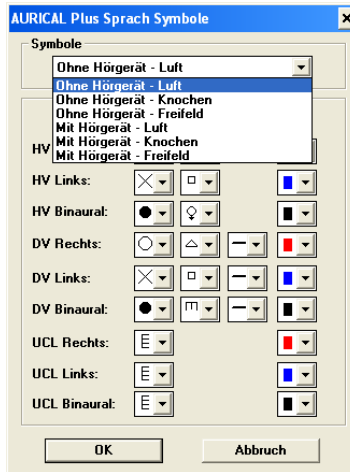 AURICAL Plus Sprach Symbole
Symbole
Ohne Hörgerät - Luft
Ohne Hörgerät - Luft
Ohne Hörgerät - Knochen
Ohne Hörgerät - Freifeld
Mit Hörgerät - Luft
Mit Hörgerät - Knochen
Mit Hörgerät - Freifeld
HV
HV Links:
HV Binaural:
DV Rechts:
DV Links:
DV Binaural:
UCL Rechts:
UCL Links:
UCL Binaural:
OK Abbruch